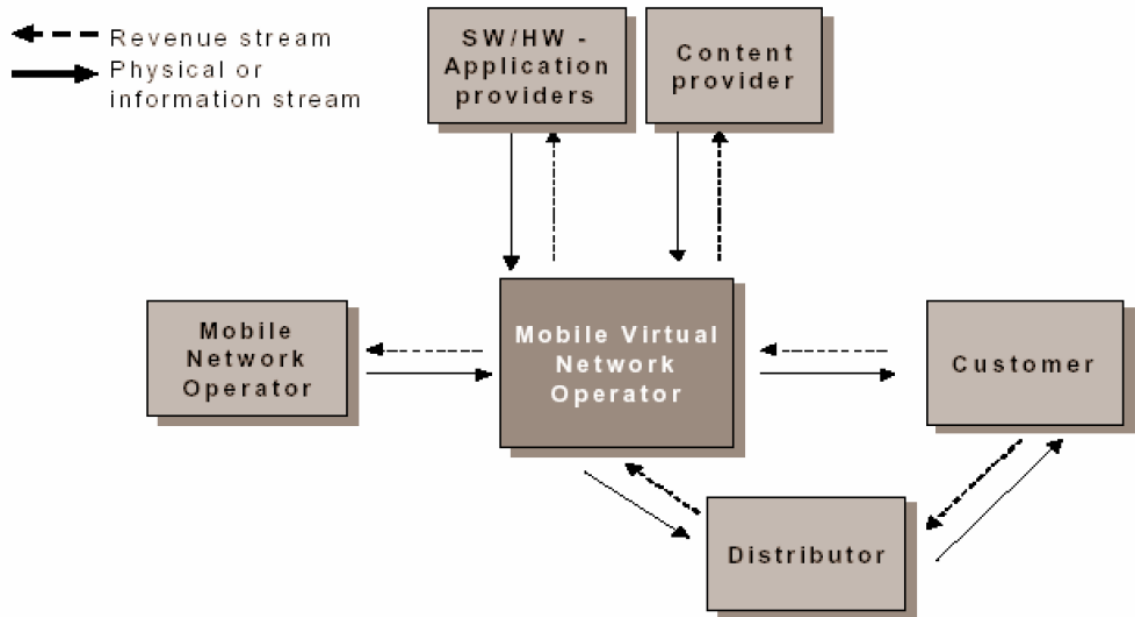 Revenue stream
Physical or
information stream
SW/HW -
Application
providers
Content
provider
Mobile
Network
Operator
Mobile Virtual
Network
Operator
Customer
Distributor